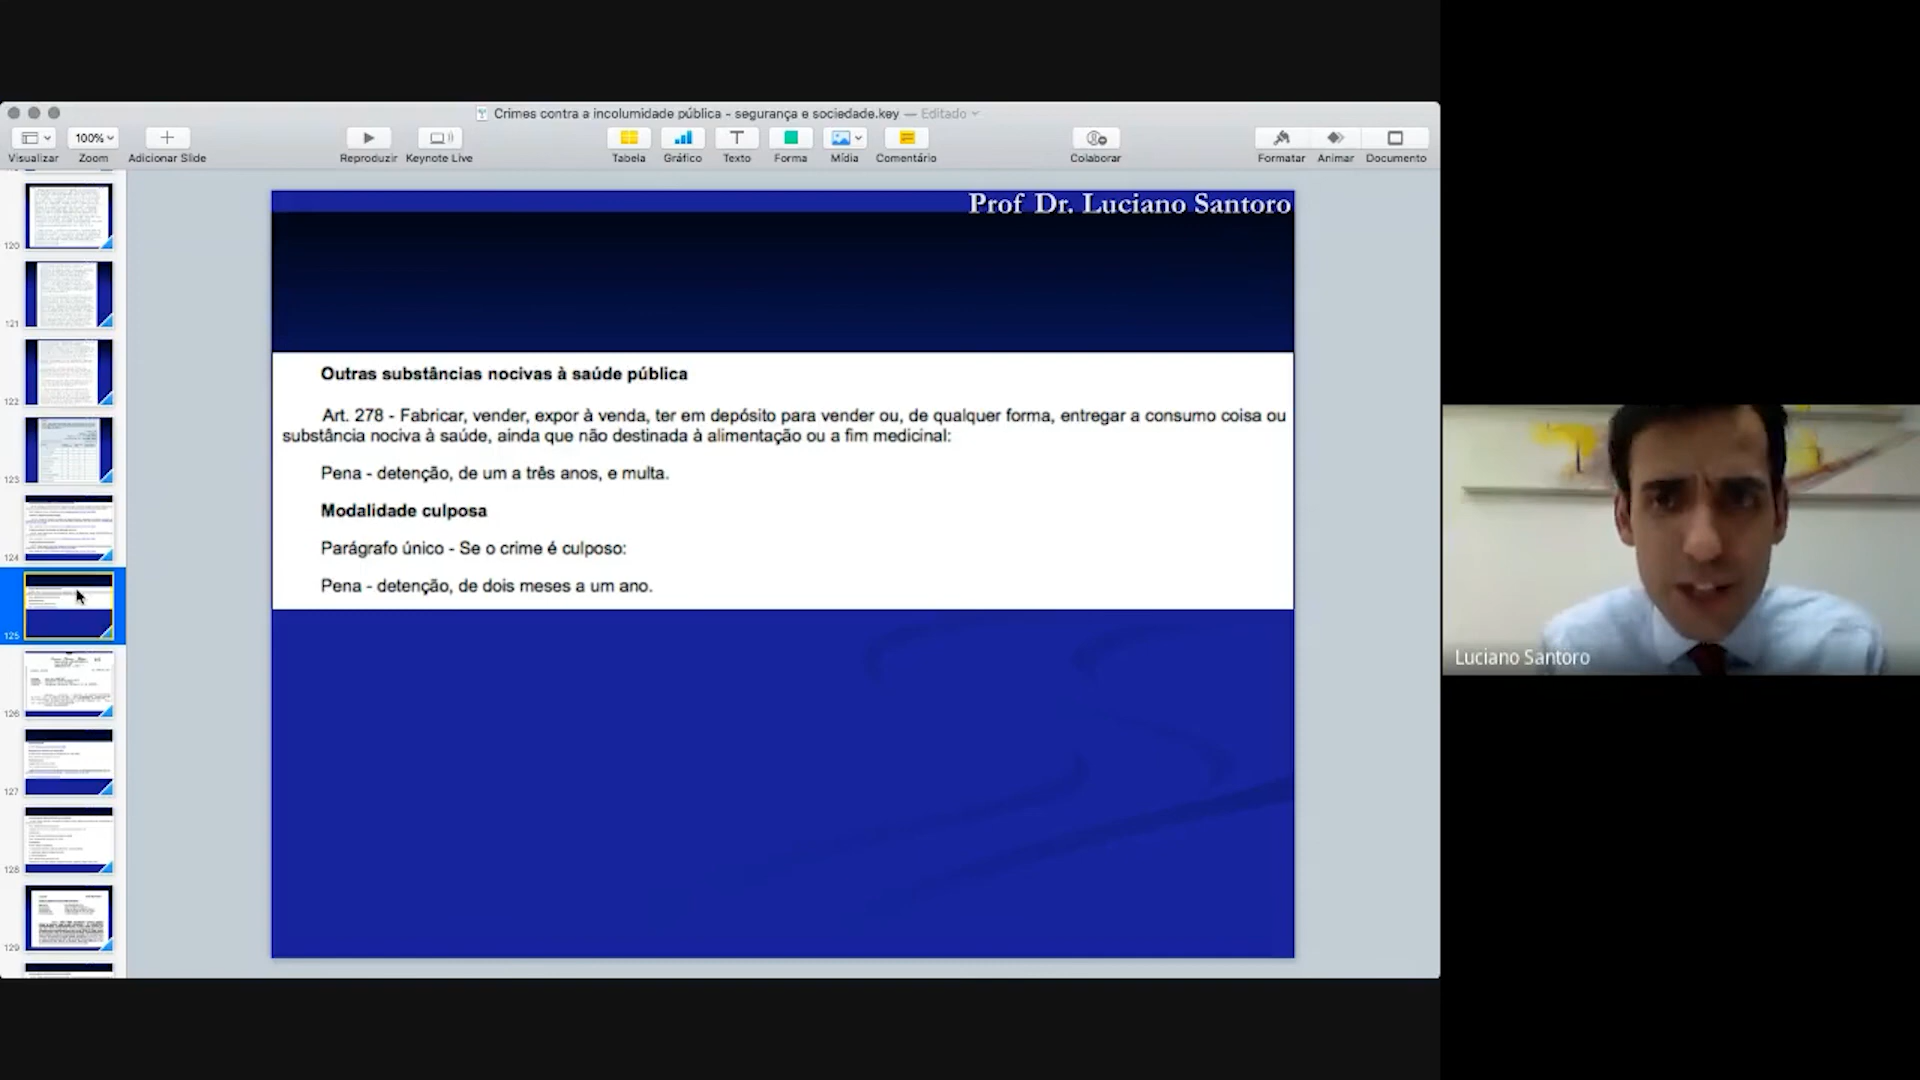 Crimes contra a incolumidade pública - segurança e sociedade.key — Editado
100%
Visualizar Zoom Adicionar Slide Reproduzir Keynote Live Tabela Gráfico Texto Forma Mídia Comentário Colaborar Formatar Animar Documento
120
121
122
123
124
125
126
127
128
129
Prof Dr. Luciano Santoro
Outras substâncias nocivas à saúde pública
Art. 278 - Fabricar, vender, expor à venda, ter em depósito para vender ou, de qualquer forma, entregar a consumo coisa ou
substância nociva à saúde, ainda que não destinada à alimentação ou a fim medicinal:
Pena - detenção, de um a três anos, e multa.
Modalidade culposa
Parágrafo único - Se o crime é culposo:
Pena - detenção, de dois meses a um ano.
Luciano Santoro